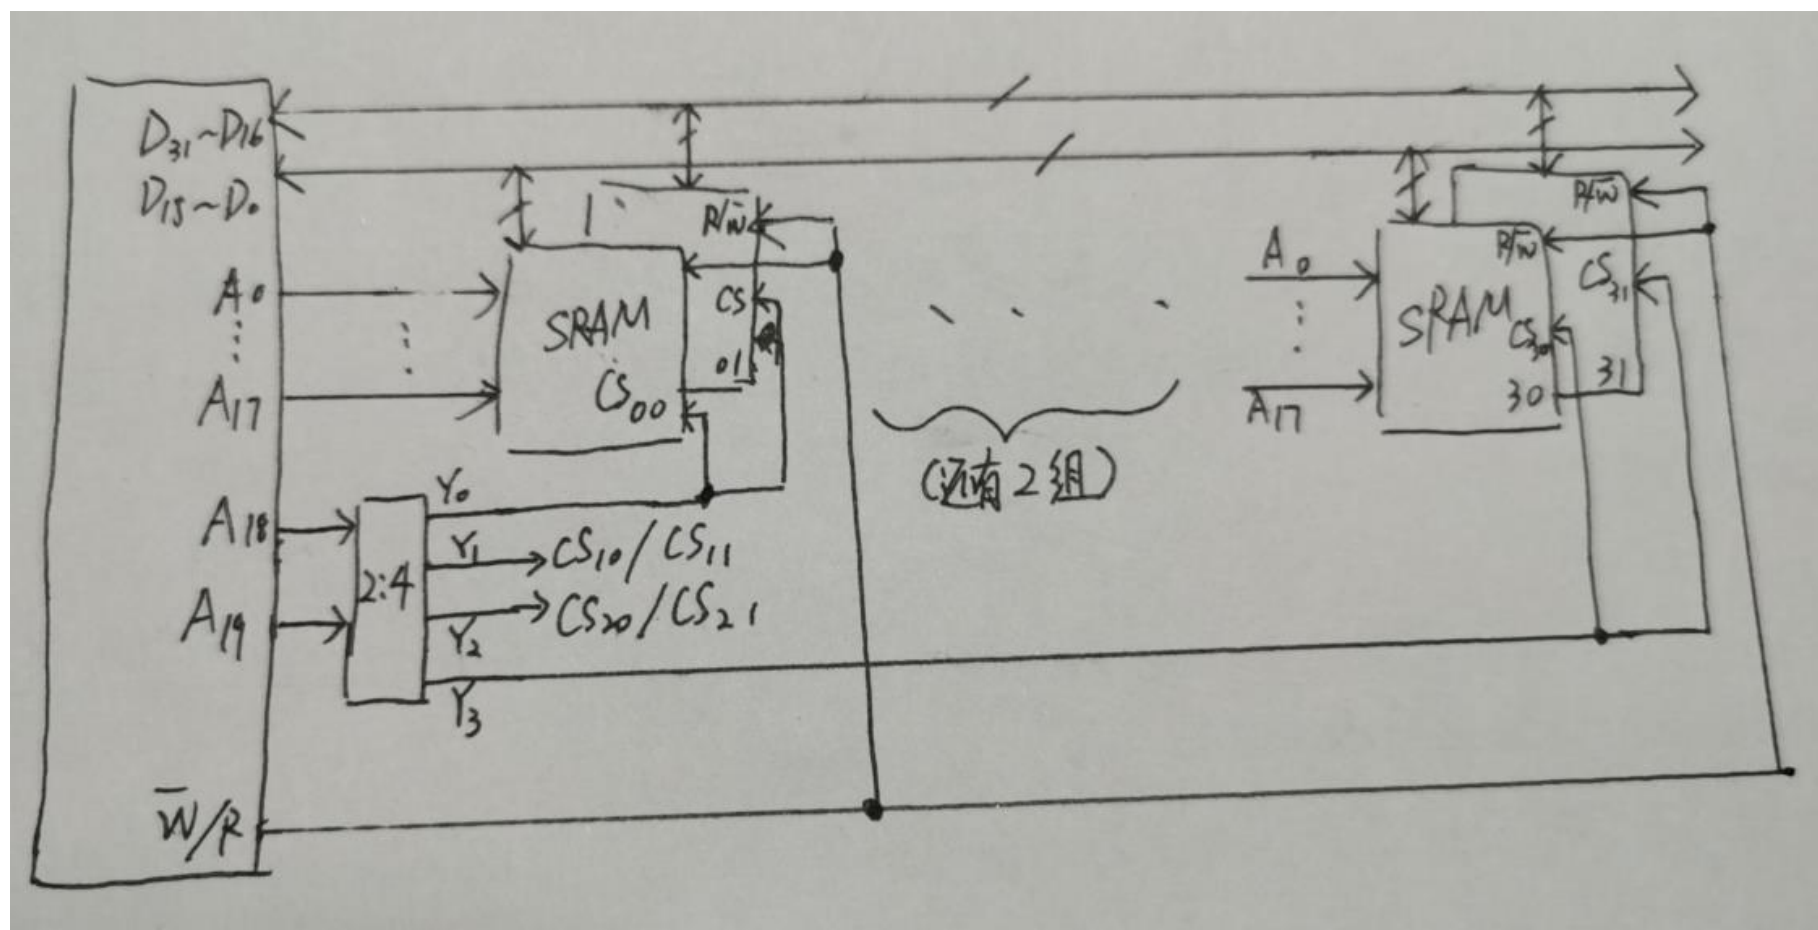 D31~D16
D15~D0
A0
A17
A18
A19
W̅/R
SRAM
CS00
R/W̅
CS
01
2:4
Y0
Y1
Y2
Y3
CS10/CS11
CS20/CS21
(还有2组)
A0
A17
SRAM
R/W̅
CS30
30
R/W̅
CS31
31